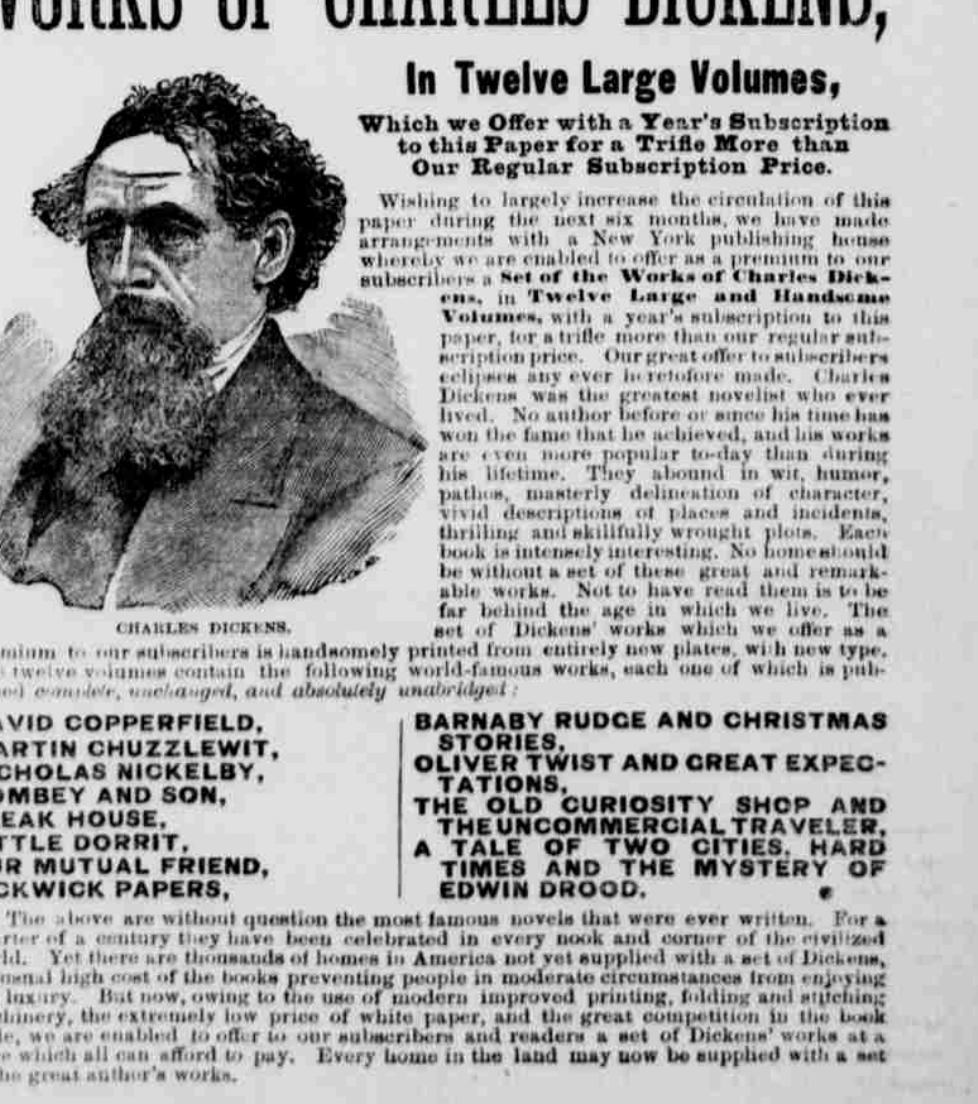 WORKS OF CHARLES DICKENS,
In Twelve Large Volumes,
Which we Offer with a Year's Subscription
to this Paper for a Trifle More than
Our Regular Subscription Price.
Wishing to largely increase the circulation of this
paper during the next six months, we have made
arrangements with a New York publishing house
whereby we are enabled to offer as a premium to our
subscribers a Set of the Works of Charles Dick-
ens, in Twelve Large and Handsome
Volumes, with a year's subscription to this
paper, for a trifle more than our regular sub-
scription price. Our great offer to subscribers
eclipses any ever heretofore made. Charles
Dickens was the greatest novelist who ever
lived. No author before or since his time has
won the fame that he achieved, and his works
are even more popular to-day than during
his lifetime. They abound in wit, humor,
pathos, masterly delineation of character,
vivid descriptions of places and incidents,
thrilling and skillfully wrought plots. Each
book is intensely interesting. No home should
be without a set of these great and remark-
able works. Not to have read them is to be
far behind the age in which we live. The
set of Dickens' works which we offer as a
CHARLES DICKENS.
mium to our subscribers is handsomely printed from entirely new plates, with new type.
e twelve volumes contain the following world-famous works, each one of which is pub-
ed complete, unchanged, and absolutely unabridged:
AVID COPPERFIELD,
ARTIN CHUZZLEWIT,
CHOLAS NICKELBY,
OMBEY AND SON,
EAK HOUSE,
TTLE DORRIT,
UR MUTUAL FRIEND,
CKWICK PAPERS,
BARNABY RUDGE AND CHRISTMAS
STORIES,
OLIVER TWIST AND GREAT EXPEC-
TATIONS,
THE OLD CURIOSITY SHOP AND
THE UNCOMMERCIAL TRAVELER,
A TALE OF TWO CITIES, HARD
TIMES AND THE MYSTERY OF
EDWIN DROOD.
The above are without question the most famous novels that were ever written. For a
rter of a century they have been celebrated in every nook and corner of the civilized
ld. Yet there are thousands of homes in America not yet supplied with a set of Dickens,
usual high cost of the books preventing people in moderate circumstances from enjoying
luxury. But now, owing to the use of modern improved printing, folding and stitching
hinery, the extremely low price of white paper, and the great competition in the book
de, we are enabled to offer to our subscribers and readers a set of Dickens' works at a
e which all can afford to pay. Every home in the land may now be supplied with a set
he great author's works.